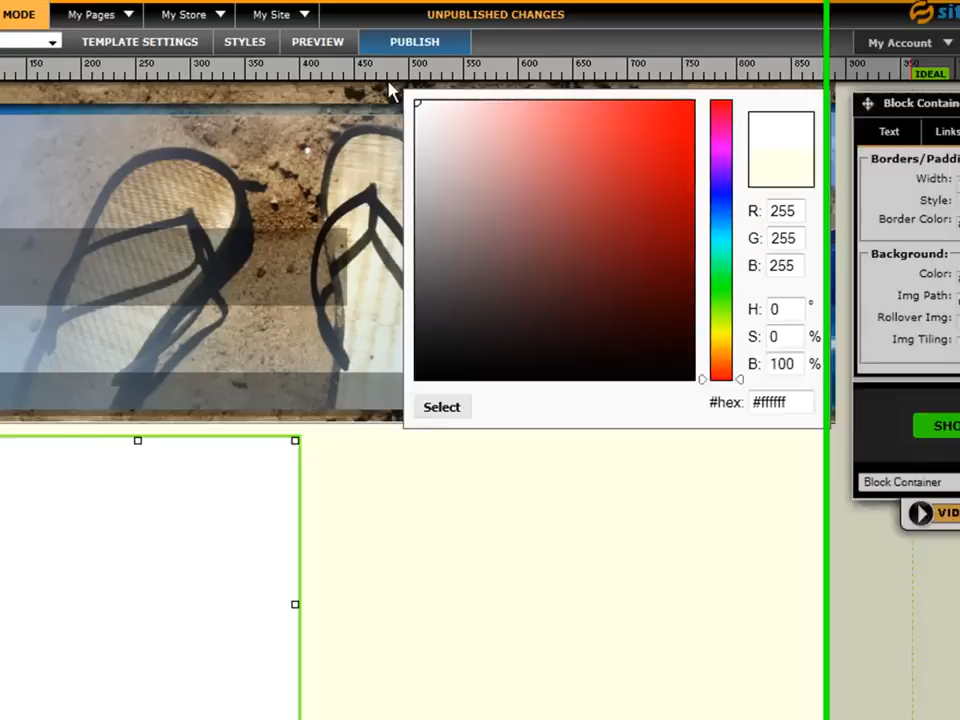 MODE My Pages My Store My Site UNPUBLISHED CHANGES
TEMPLATE SETTINGS STYLES PREVIEW PUBLISH My Account
150 200 250 300 350 400 450 500 550 600 650 700 750 800 850 300 350
IDEAL
Block Contain
Text Links
Borders/Paddi
Width:
Style:
Border Color:
Background:
Color:
Img Path:
Rollover Img:
Img Tiling:
R: 255
G: 255
B: 255
H: 0 °
S: 0 %
B: 100 %
#hex: #ffffff
Select
SHO
Block Container
VID